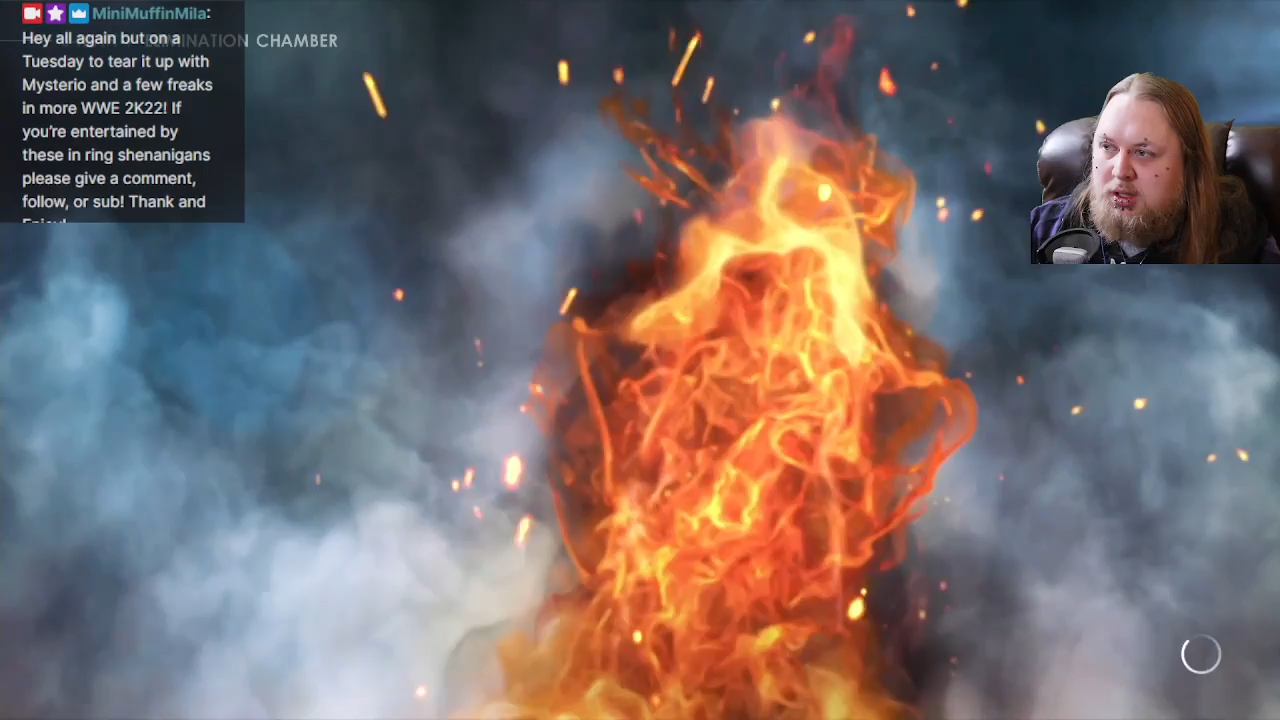 MiniMuffinMila:
Hey all again but on a
Tuesday to tear it up with
Mysterio and a few freaks
in more WWE 2K22! If
you're entertained by
these in ring shenanigans
please give a comment,
follow, or sub! Thank and
Enjoy!
ELIMINATION CHAMBER